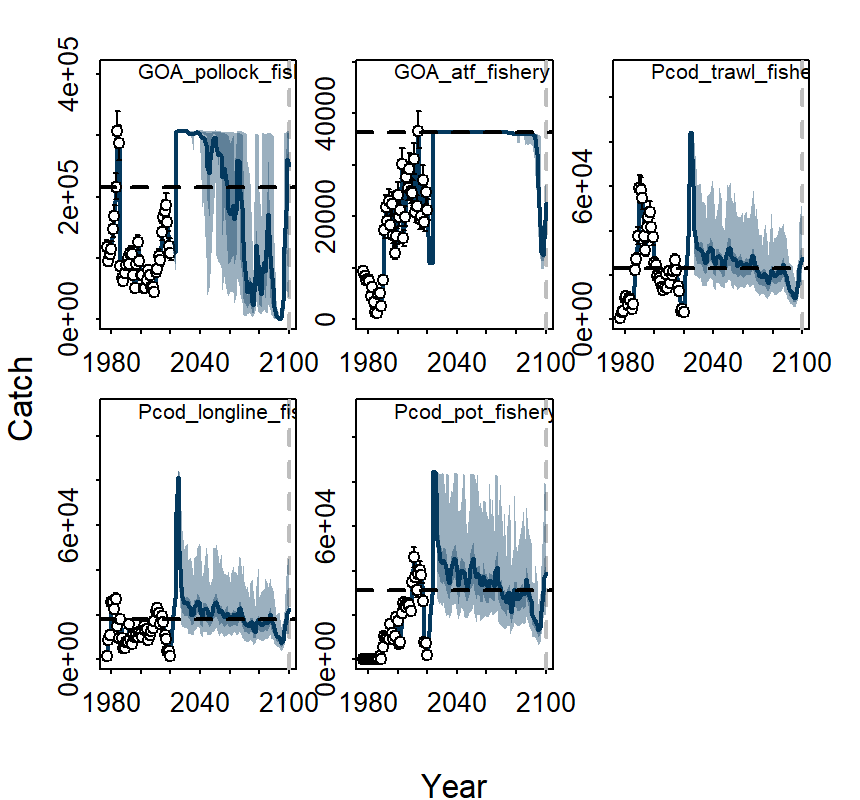 GOA_pollock_fish
GOA_atf_fishery
Pcod_trawl_fishe
0e+00 2e+05 4e+05
0 20000 40000
0e+00 6e+04
1980 2040 2100
1980 2040 2100
1980 2040 2100
Catch
Pcod_longline_fis
Pcod_pot_fishery
0e+00 6e+04
0e+00 6e+04
1980 2040 2100
1980 2040 2100
Year